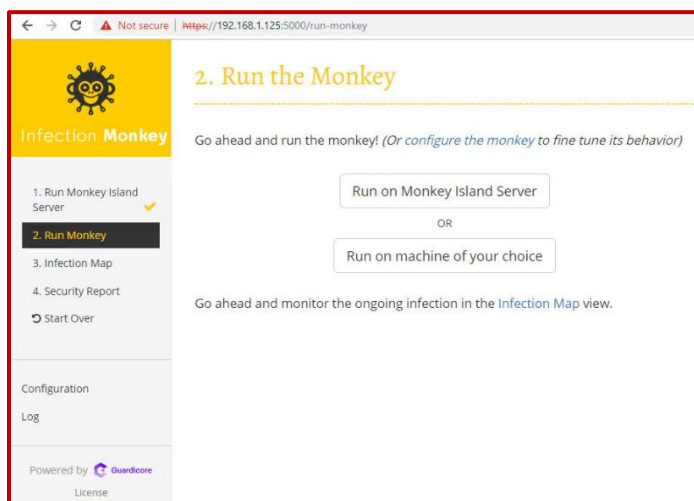 Not secure | https://192.168.1.125:5000/run-monkey
Infection Monkey
1. Run Monkey Island
Server
2. Run Monkey
3. Infection Map
4. Security Report
Start Over
Configuration
Log
Powered by Guardicore
License
2. Run the Monkey
Go ahead and run the monkey! (Or configure the monkey to fine tune its behavior)
Run on Monkey Island Server
OR
Run on machine of your choice
Go ahead and monitor the ongoing infection in the Infection Map view.